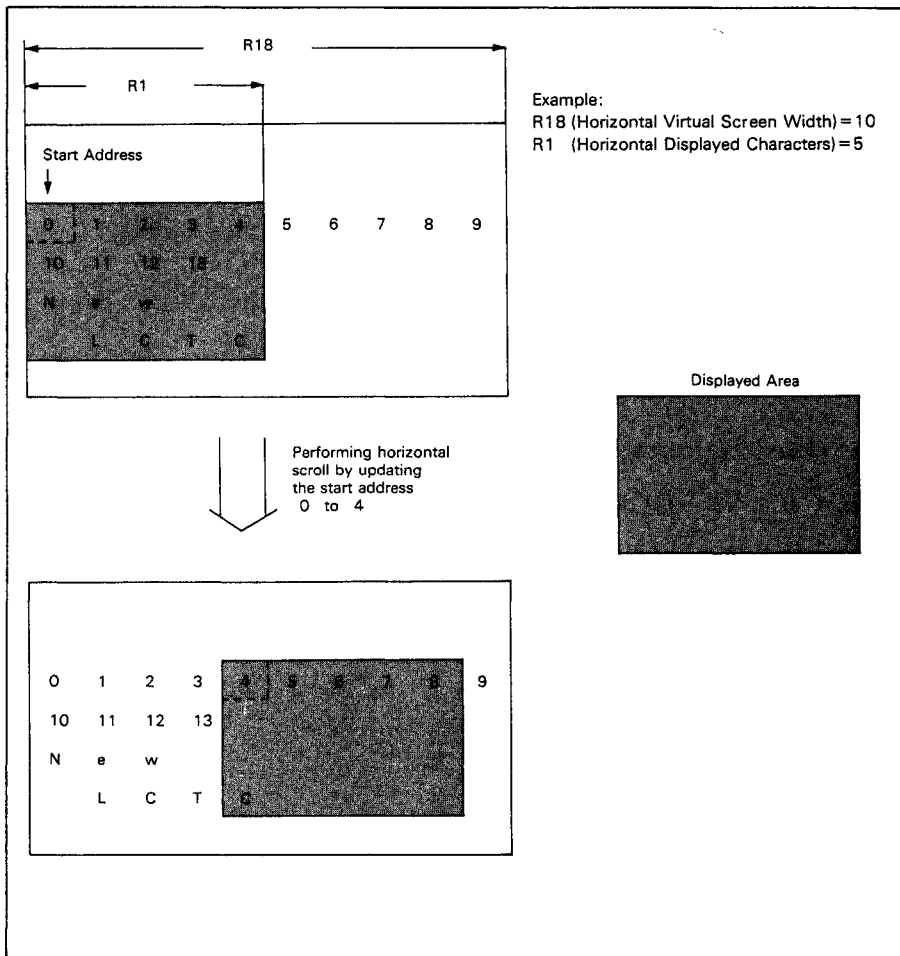 R18
R1
Example:
R18 (Horizontal Virtual Screen Width)=10
R1 (Horizontal Displayed Characters)=5
Start Address
0 1 2 3 4 5 6 7 8 9
10 11 12 13
N e w
L C T C
Displayed Area
Performing horizontal
scroll by updating
the start address
0 to 4
0 1 2 3 4 5 6 7 8 9
10 11 12 13
N e w
L C T C